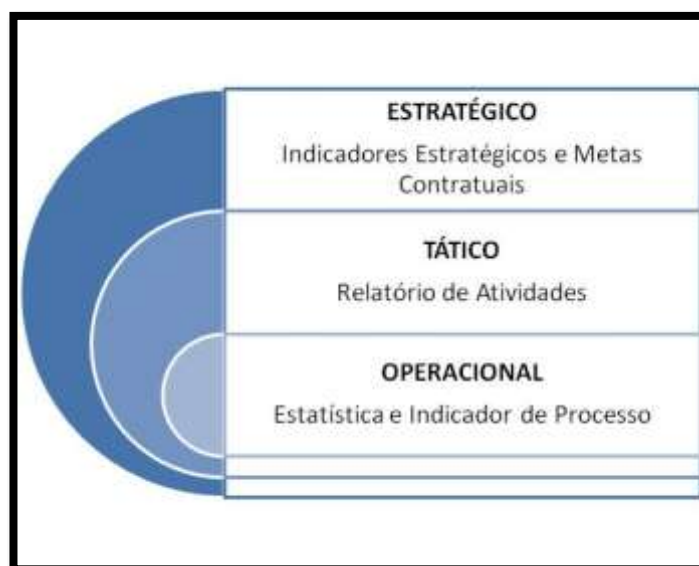 ESTRATÉGICO
Indicadores Estratégicos e Metas
Contratuais
TÁTICO
Relatório de Atividades
OPERACIONAL
Estatística e Indicador de Processo